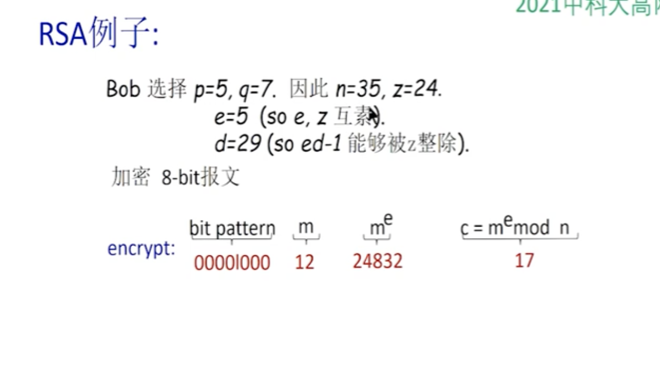 2021中科大高
RSA例子:
Bob 选择 p=5, q=7. 因此 n=35, z=24.
e=5 (so e, z 互素).
d=29 (so ed-1 能够被z整除).
加密 8-bit报文
bit pattern m mᵉ c = mᵉmod n
encrypt: 0000l000 12 24832 17